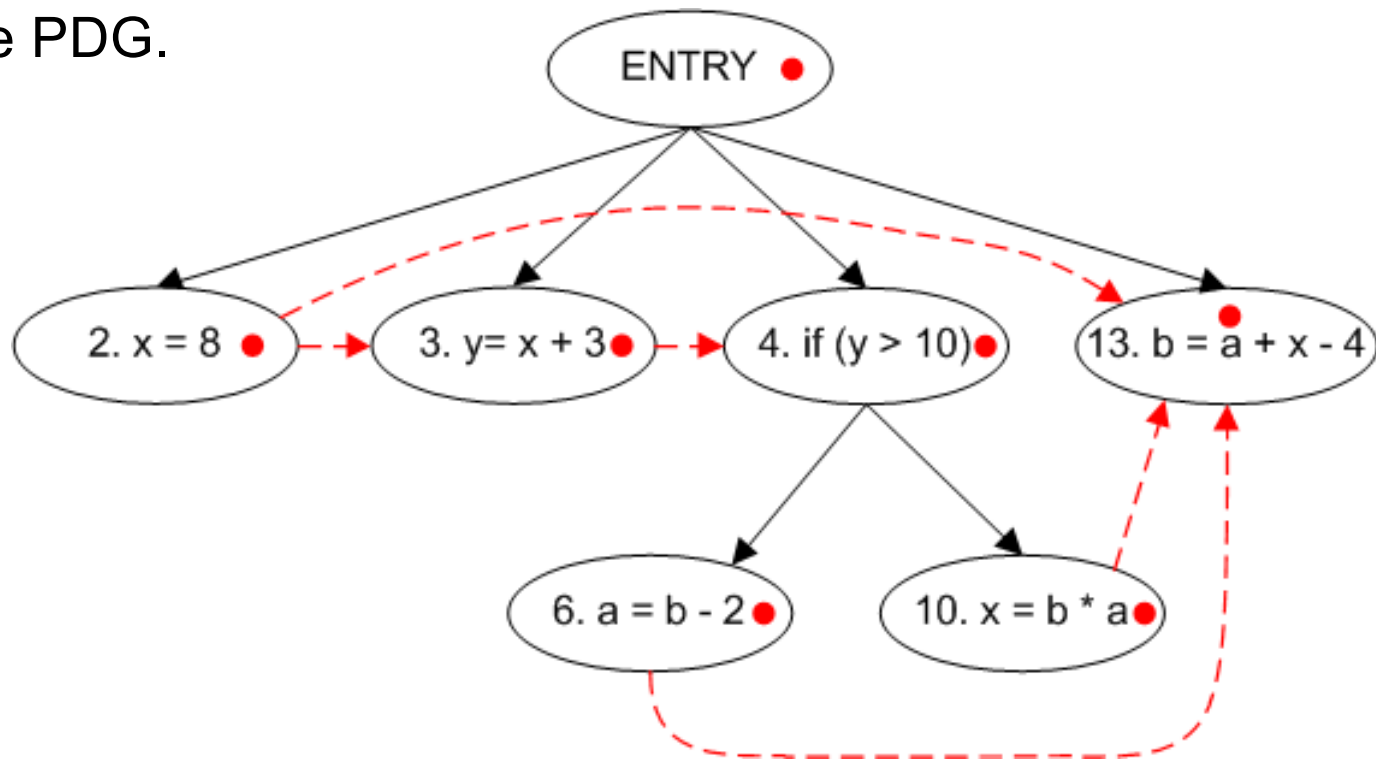 e PDG.
ENTRY
2. x = 8
3. y= x + 3
4. if (y > 10)
13. b = a + x - 4
6. a = b - 2
10. x = b * a